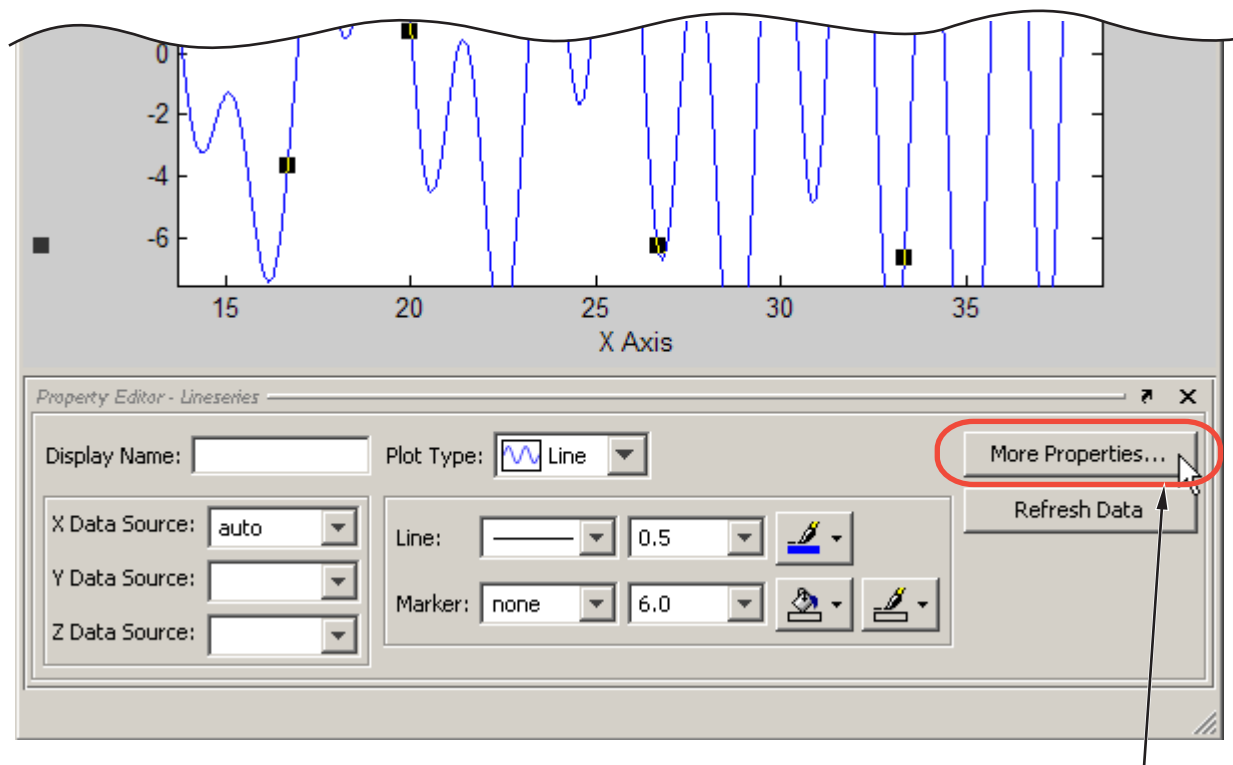 0
-2
-4
-6
15 20 25 30 35
X Axis
Property Editor - Lineseries
Display Name:
Plot Type: Line
More Properties...
Refresh Data
X Data Source: auto
Y Data Source:
Z Data Source:
Line: 0.5
Marker: none 6.0